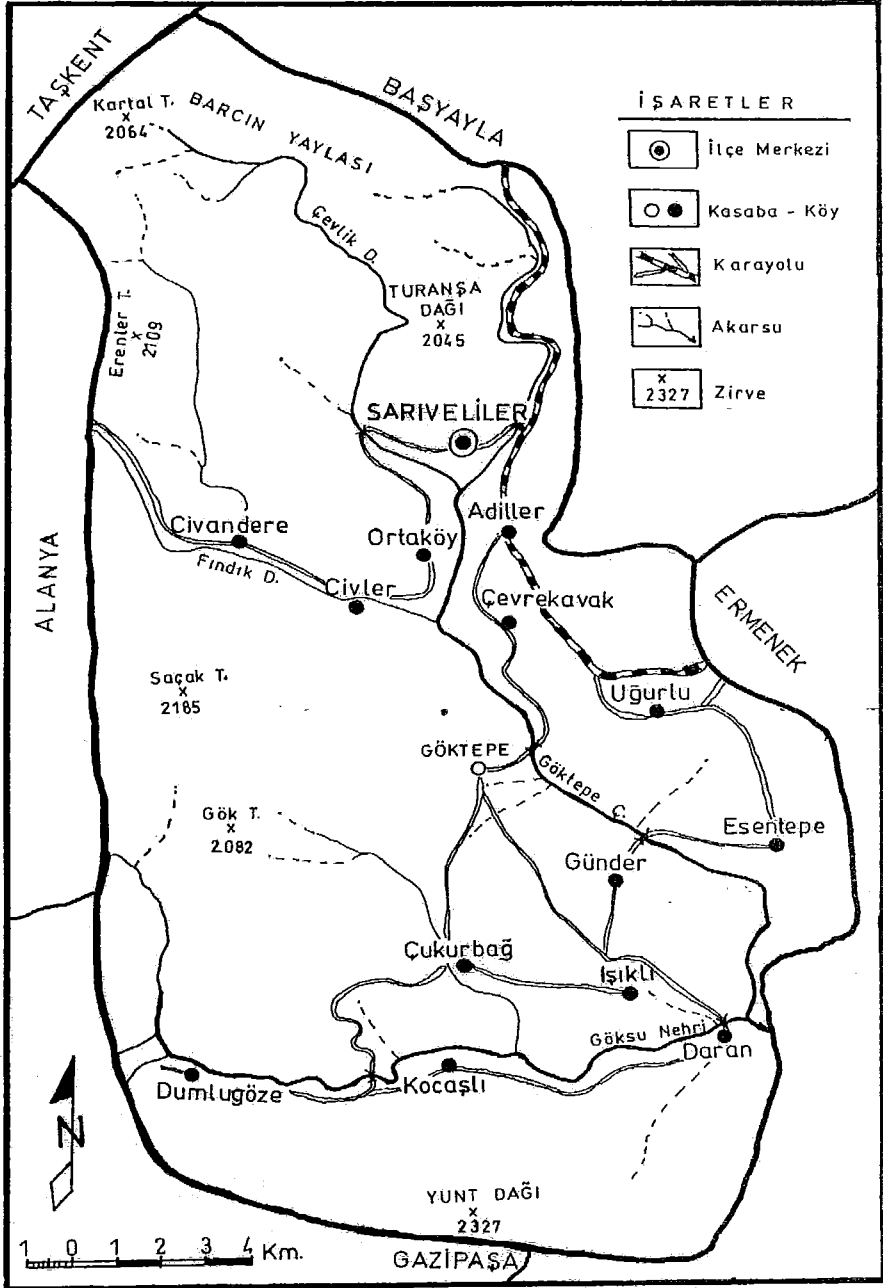 TAŞKENT
BAŞYAYLA
Kartal T.
x
2064
BARCIN YAYLASI
Çevlik D.
TURANŞA
DAĞI
x
2045
Erenler T.
x
2109
SARIVELİLER
Civandere
Fındık D.
Civler
Ortaköy
Adiller
Çevrekavak
ALANYA
ERMENEK
Saçak T.
x
2185
Uğurlu
GÖKTEPE
Göktepe Ç.
Gök T.
x
2.082
Esentepe
Günder
Çukurbağ
Işıklı
Göksu Nehri
Daran
Dumlugöze
Kocaşlı
YUNT DAĞI
x
2327
GAZİPAŞA
N
1 0 1 2 3 4 Km.
İŞARETLER
İlçe Merkezi
Kasaba - Köy
Karayolu
Akarsu
x
2327
Zirve